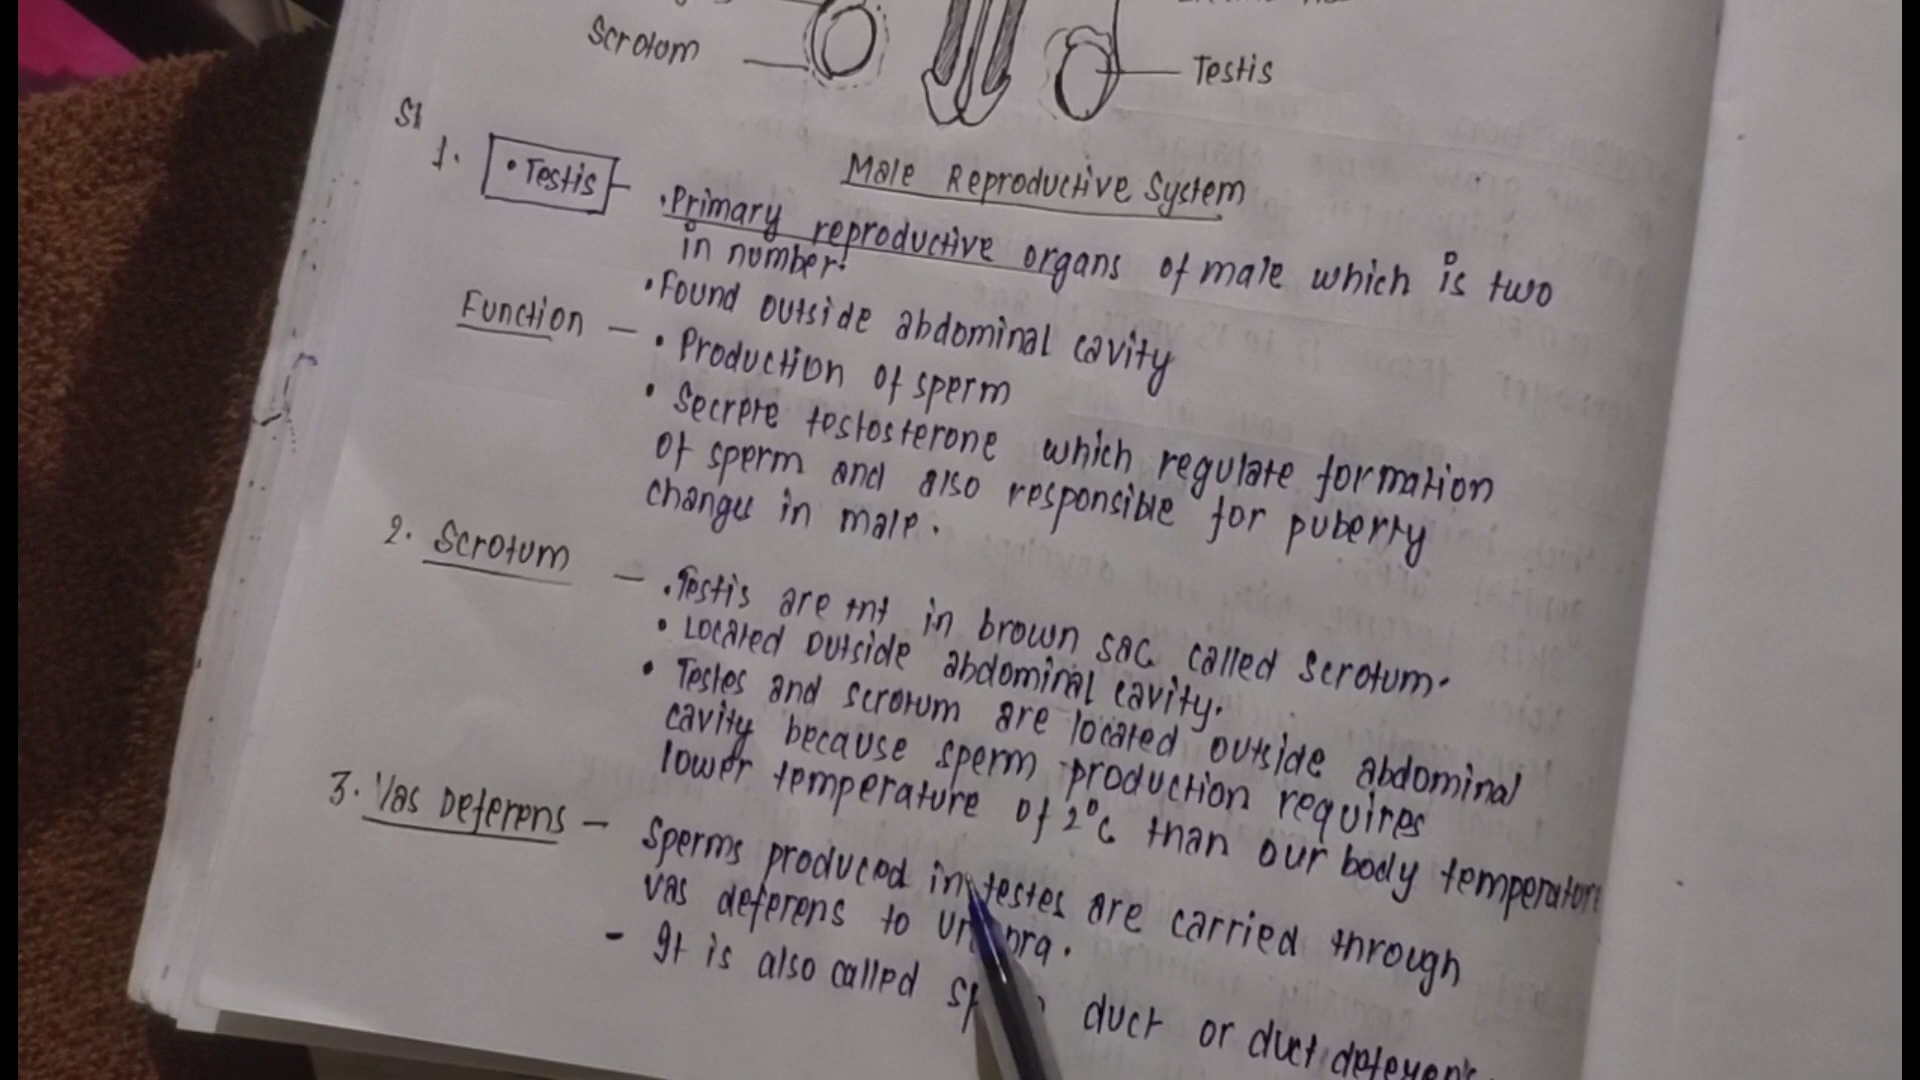 Scrotum
Testis
St
Male Reproductive System
1. • Testis - • Primary reproductive organs of male which is two
in number.
• Found outside abdominal cavity
Function - • Production of sperm
• Secrete testosterone which regulate formation
of sperm and also responsible for puberty
changes in male.
2. Scrotum - • Testis are in brown sac called scrotum.
• Located outside abdominal cavity.
• Testes and scrotum are located outside abdominal
cavity because sperm production requires
lower temperature of 2°C than our body temperature
3. Vas Deferens - Sperms produced in testes are carried through
vas deferens to
- It is also called duct or duct deferens.